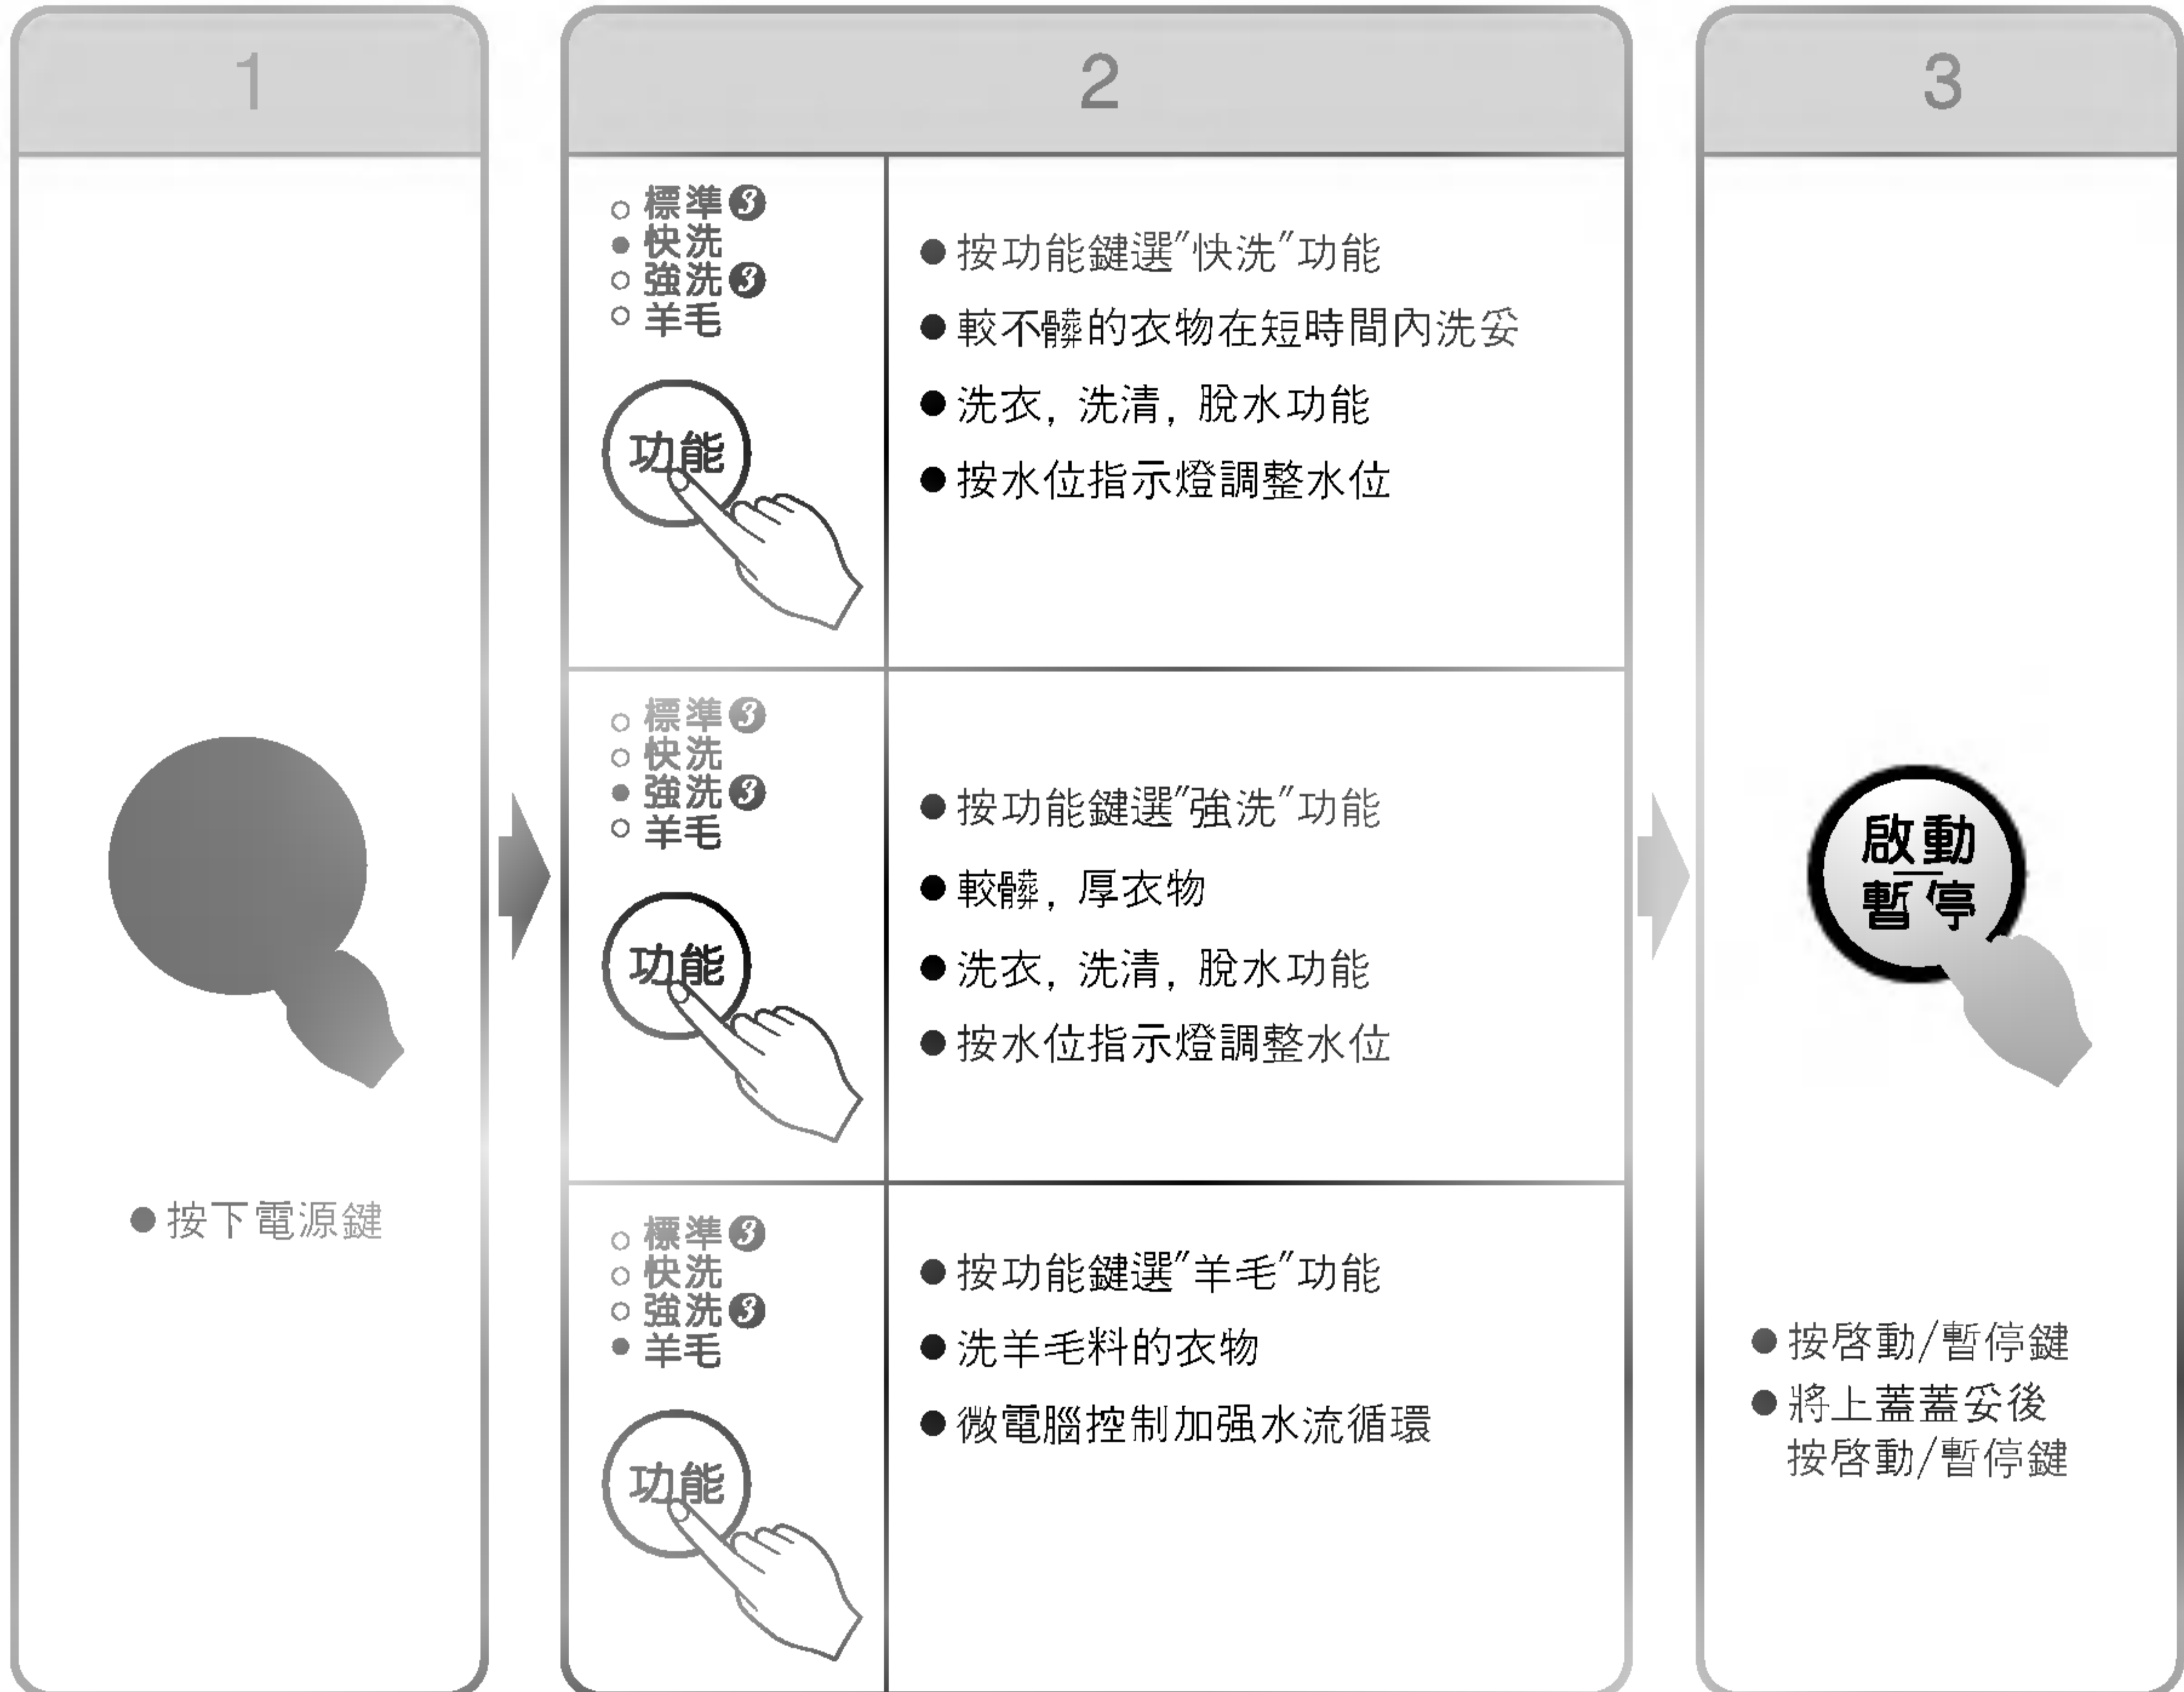 1
按下電源鍵
2
標準3
快洗
強洗3
羊毛
功能
按功能鍵選"快洗"功能
較不髒的衣物在短時間內洗妥
洗衣, 洗清, 脫水功能
按水位指示燈調整水位
標準3
快洗
強洗3
羊毛
功能
按功能鍵選"強洗"功能
較髒, 厚衣物
洗衣, 洗清, 脫水功能
按水位指示燈調整水位
標準3
快洗
強洗3
羊毛
功能
按功能鍵選"羊毛"功能
洗羊毛料的衣物
微電腦控制加强水流循環
3
啟動
暫停
按啓動/暫停鍵
將上蓋蓋妥後
按啓動/暫停鍵